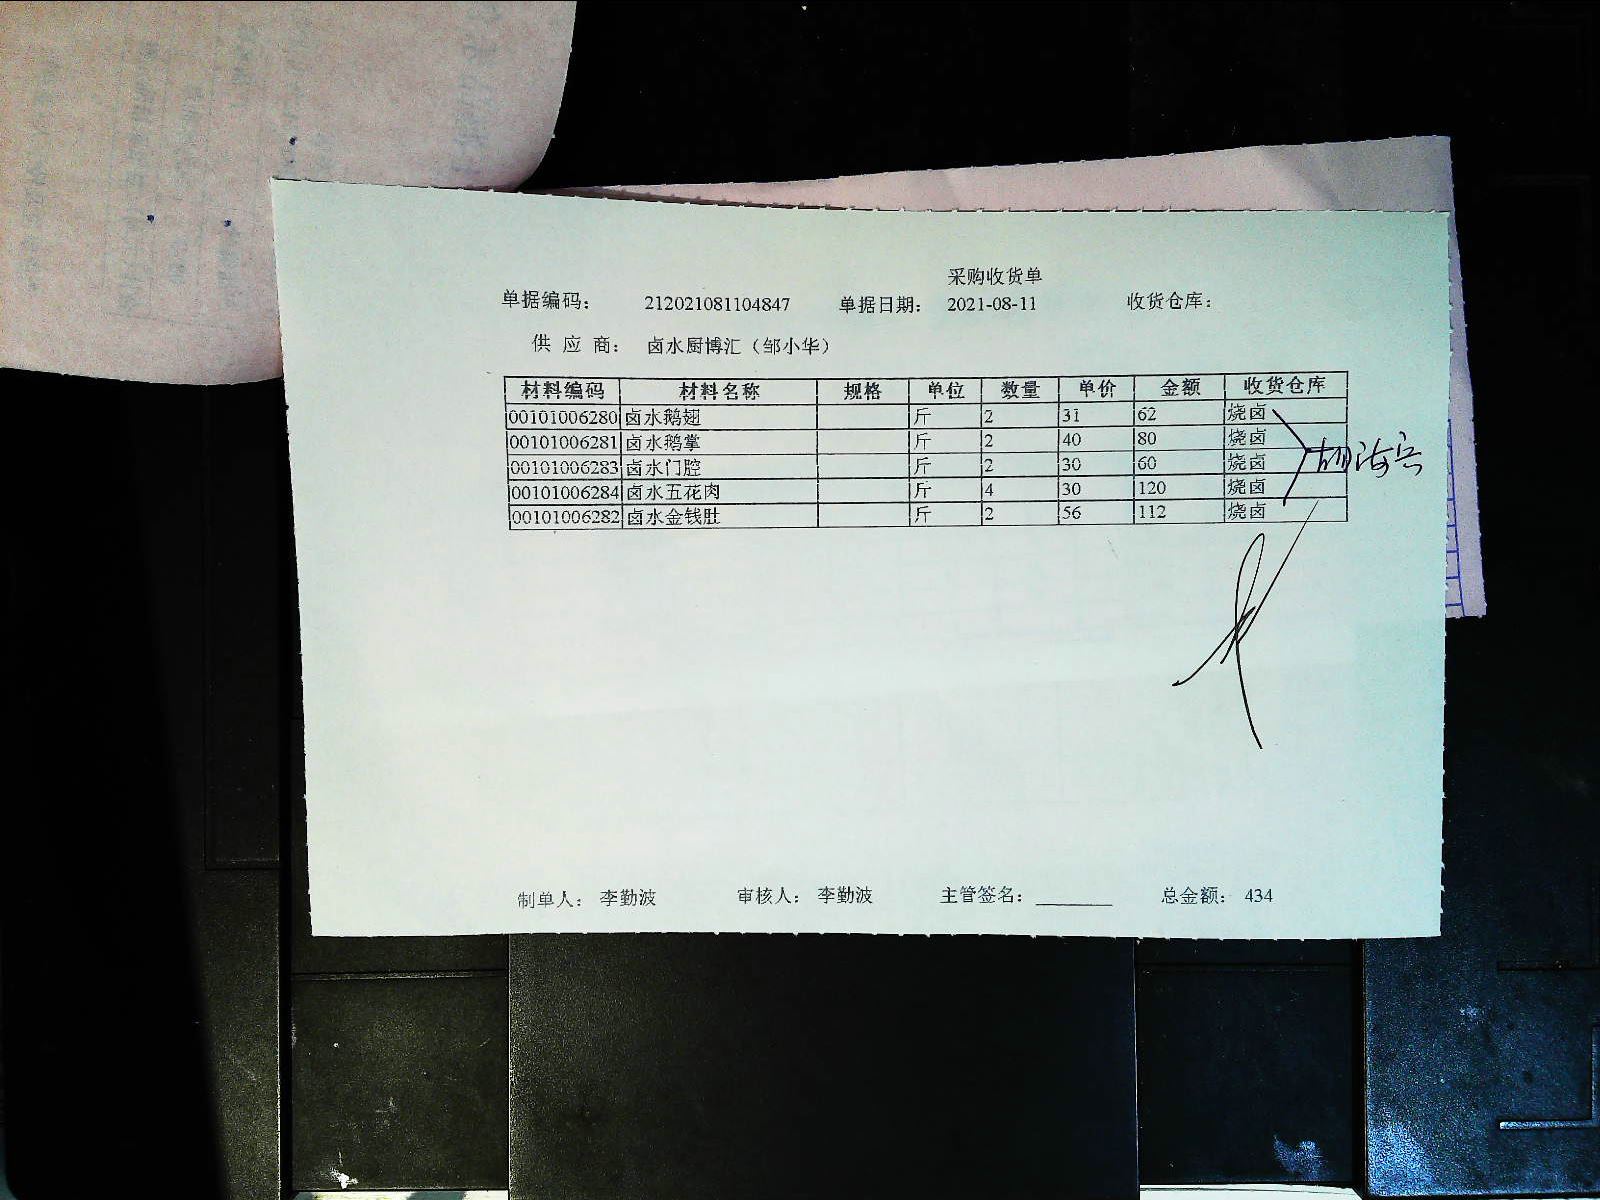 采购收货单
单据编码： 212021081104847 单据日期： 2021-08-11 收货仓库：
供 应 商： 卤水厨博汇（邹小华）
材料编码 材料名称 规格 单位 数量 单价 金额 收货仓库
00101006280 卤水鹅翅 斤 2 31 62 烧卤
00101006281 卤水鹅掌 斤 2 40 80 烧卤
00101006283 卤水门腔 斤 2 30 60 烧卤
00101006284 卤水五花肉 斤 4 30 120 烧卤
00101006282 卤水金钱肚 斤 2 56 112 烧卤
制单人： 李勤波 审核人： 李勤波 主管签名： 总金额： 434